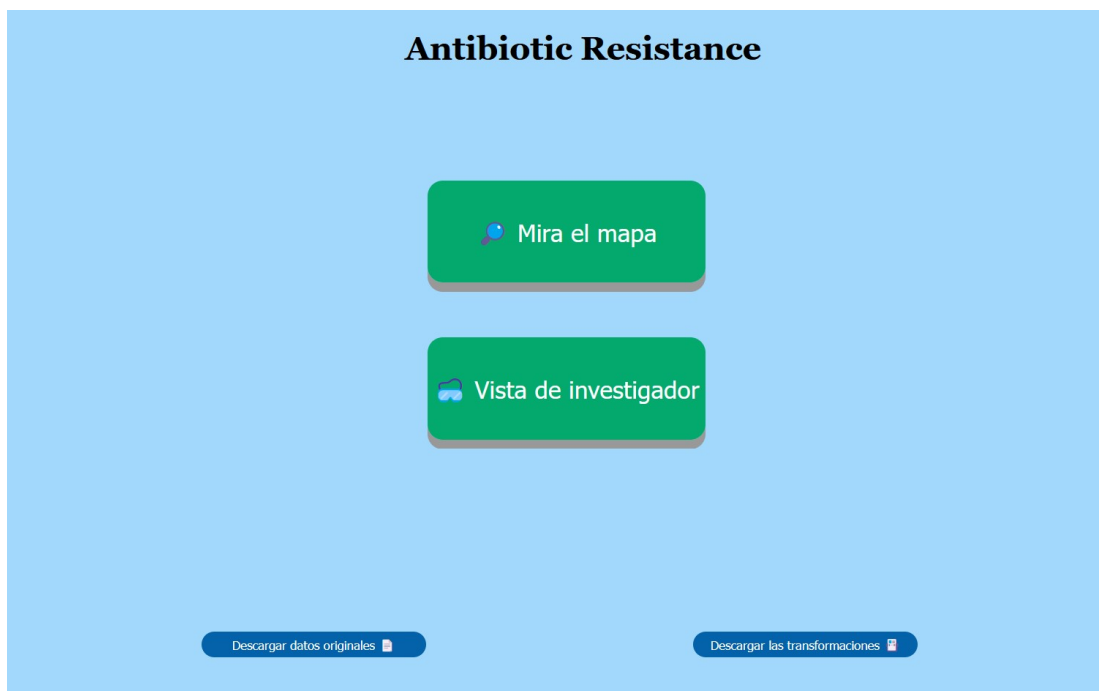 Antibiotic Resistance
Mira el mapa
Vista de investigador
Descargar datos originales
Descargar las transformaciones